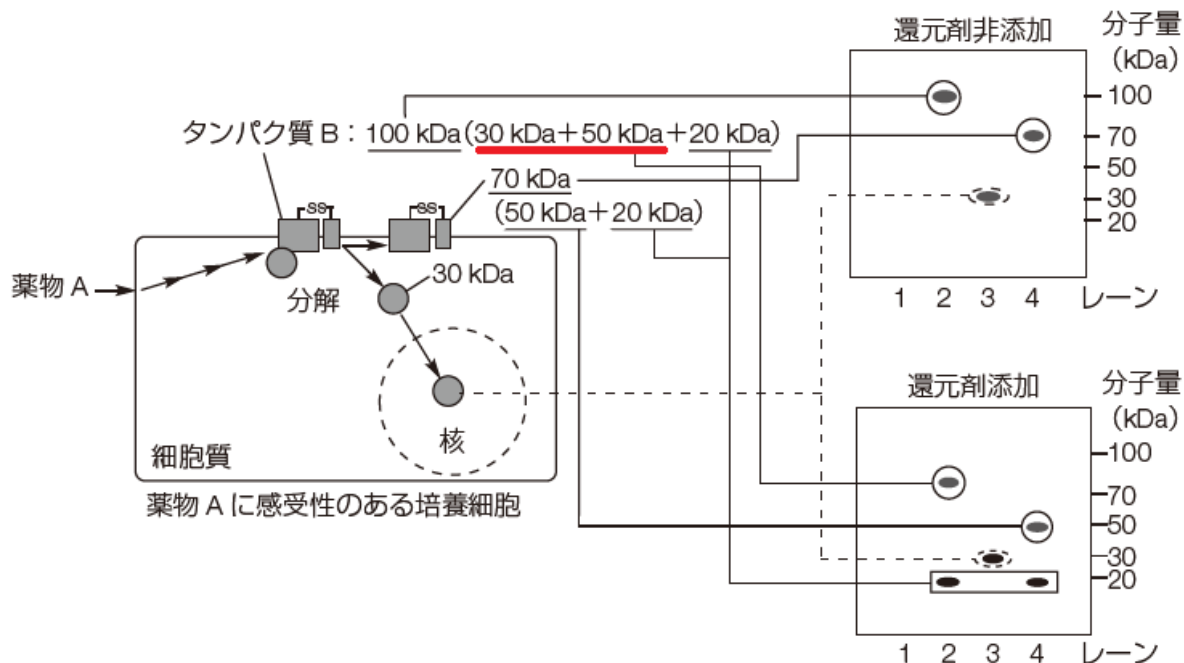 還元剤非添加
分子量
(kDa)
100
70
50
30
20
1 2 3 4 レーン
タンパク質 B：100 kDa(30 kDa＋50 kDa＋20 kDa)
70 kDa
(50 kDa＋20 kDa)
SS
SS
薬物 A
分解
30 kDa
核
細胞質
薬物 A に感受性のある培養細胞
還元剤添加
分子量
(kDa)
100
70
50
30
20
1 2 3 4 レーン